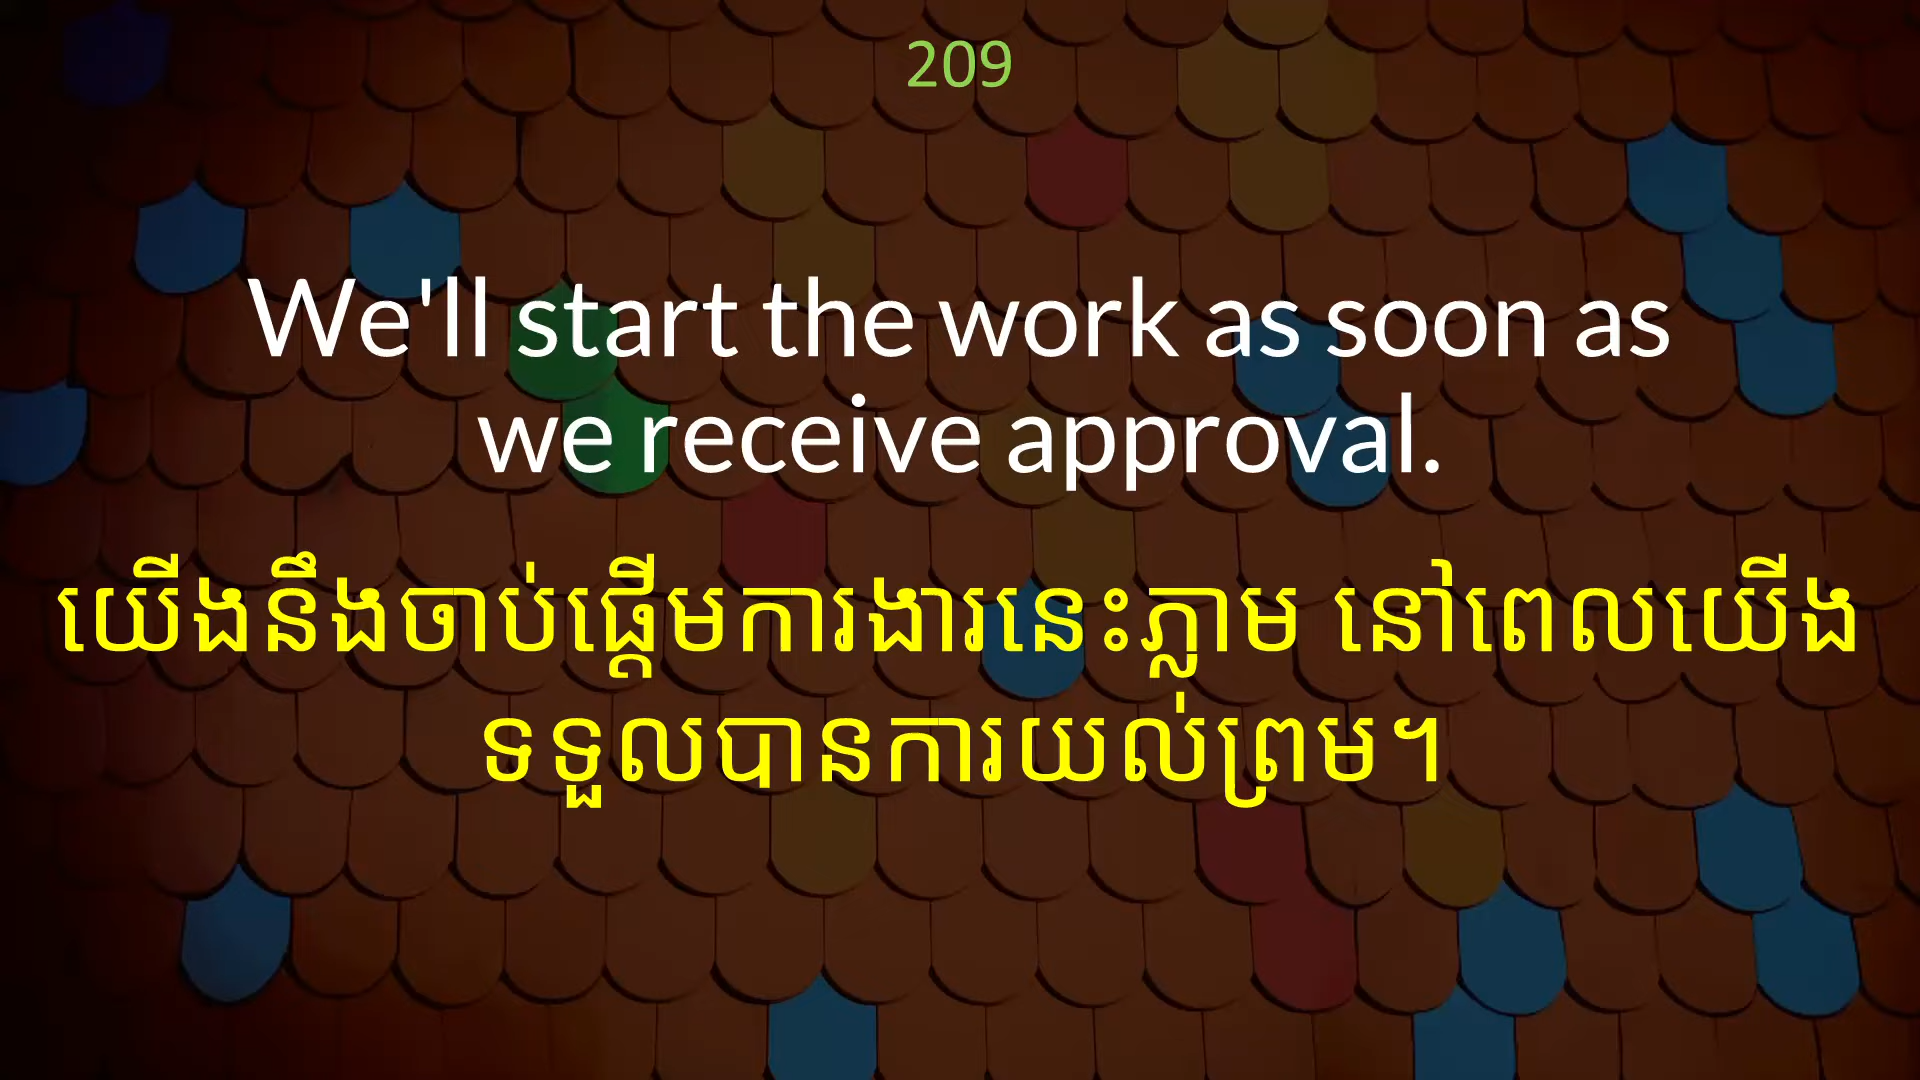 209
We'll start the work as soon as
we receive approval.
យើងនឹងចាប់ផ្ដើមការងារនេះភ្លាម នៅពេលយើង
ទទួលបានការយល់ព្រម។